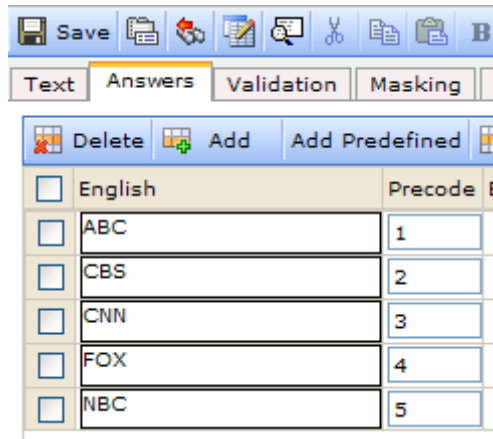 Save B
Text Answers Validation Masking
Delete Add Add Predefined
English Precode
ABC 1
CBS 2
CNN 3
FOX 4
NBC 5